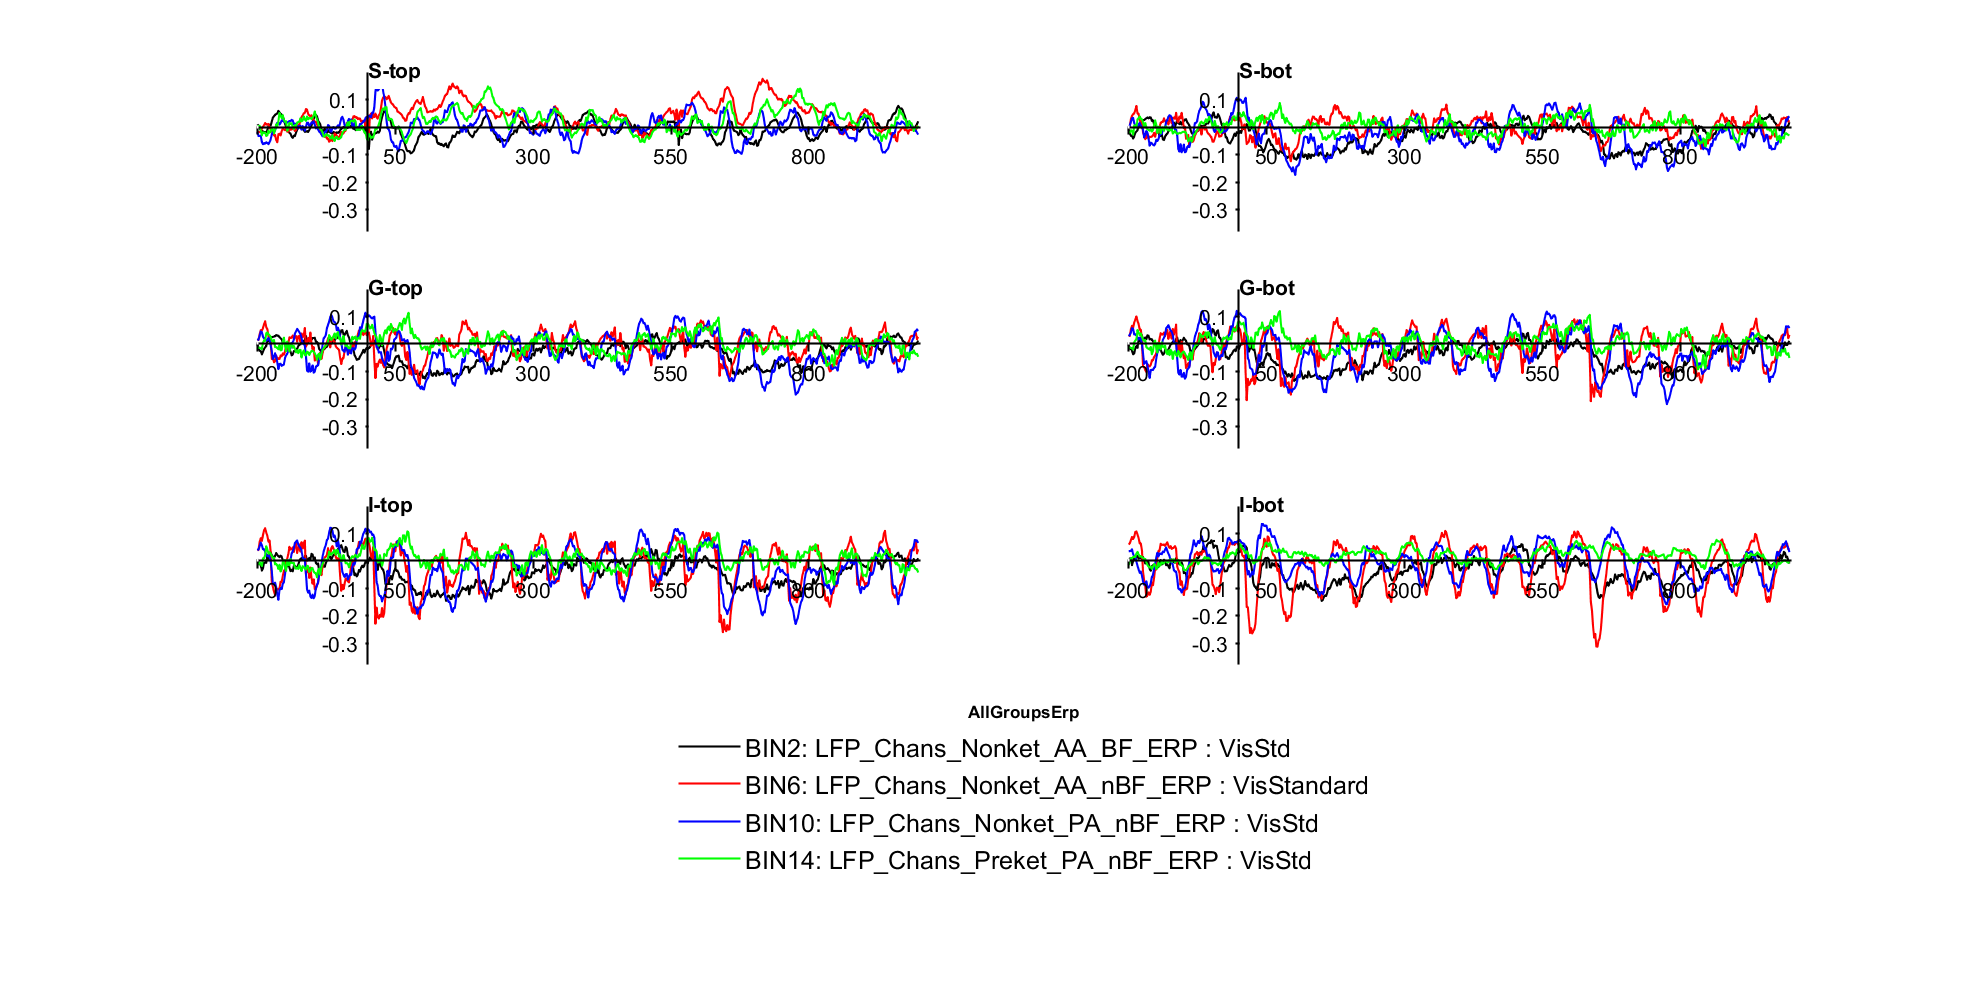 S-top
0.1
-200 -0.1 50 300 550 800
-0.2
-0.3
S-bot
0.1
-200 -0.1 50 300 550 800
-0.2
-0.3
G-top
0.1
-200 -0.1 50 300 550 800
-0.2
-0.3
G-bot
0.1
-200 -0.1 50 300 550 800
-0.2
-0.3
I-top
0.1
-200 -0.1 50 300 550 800
-0.2
-0.3
I-bot
0.1
-200 -0.1 50 300 550 800
-0.2
-0.3
AllGroupsErp
BIN2: LFP_Chans_Nonket_AA_BF_ERP : VisStd
BIN6: LFP_Chans_Nonket_AA_nBF_ERP : VisStandard
BIN10: LFP_Chans_Nonket_PA_nBF_ERP : VisStd
BIN14: LFP_Chans_Preket_PA_nBF_ERP : VisStd